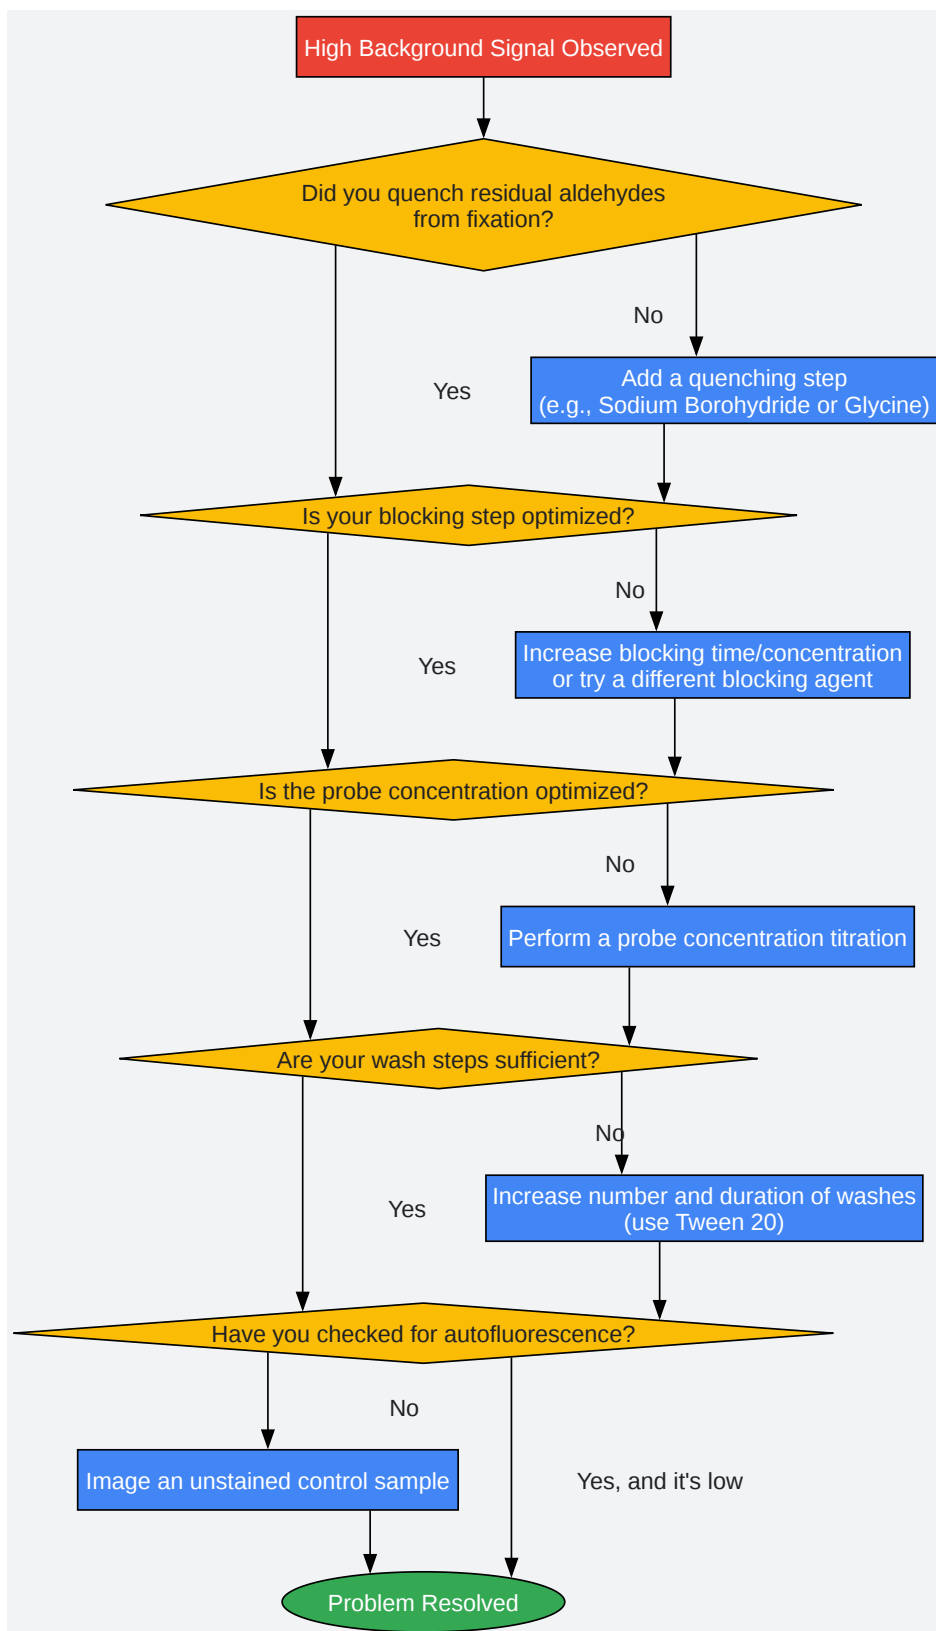 High Background Signal Observed
Did you quench residual aldehydes
from fixation?
No
Yes
Add a quenching step
(e.g., Sodium Borohydride or Glycine)
Is your blocking step optimized?
No
Yes
Increase blocking time/concentration
or try a different blocking agent
Is the probe concentration optimized?
No
Yes
Perform a probe concentration titration
Are your wash steps sufficient?
No
Yes
Increase number and duration of washes
(use Tween 20)
Have you checked for autofluorescence?
No
Image an unstained control sample
Yes, and it's low
Problem Resolved